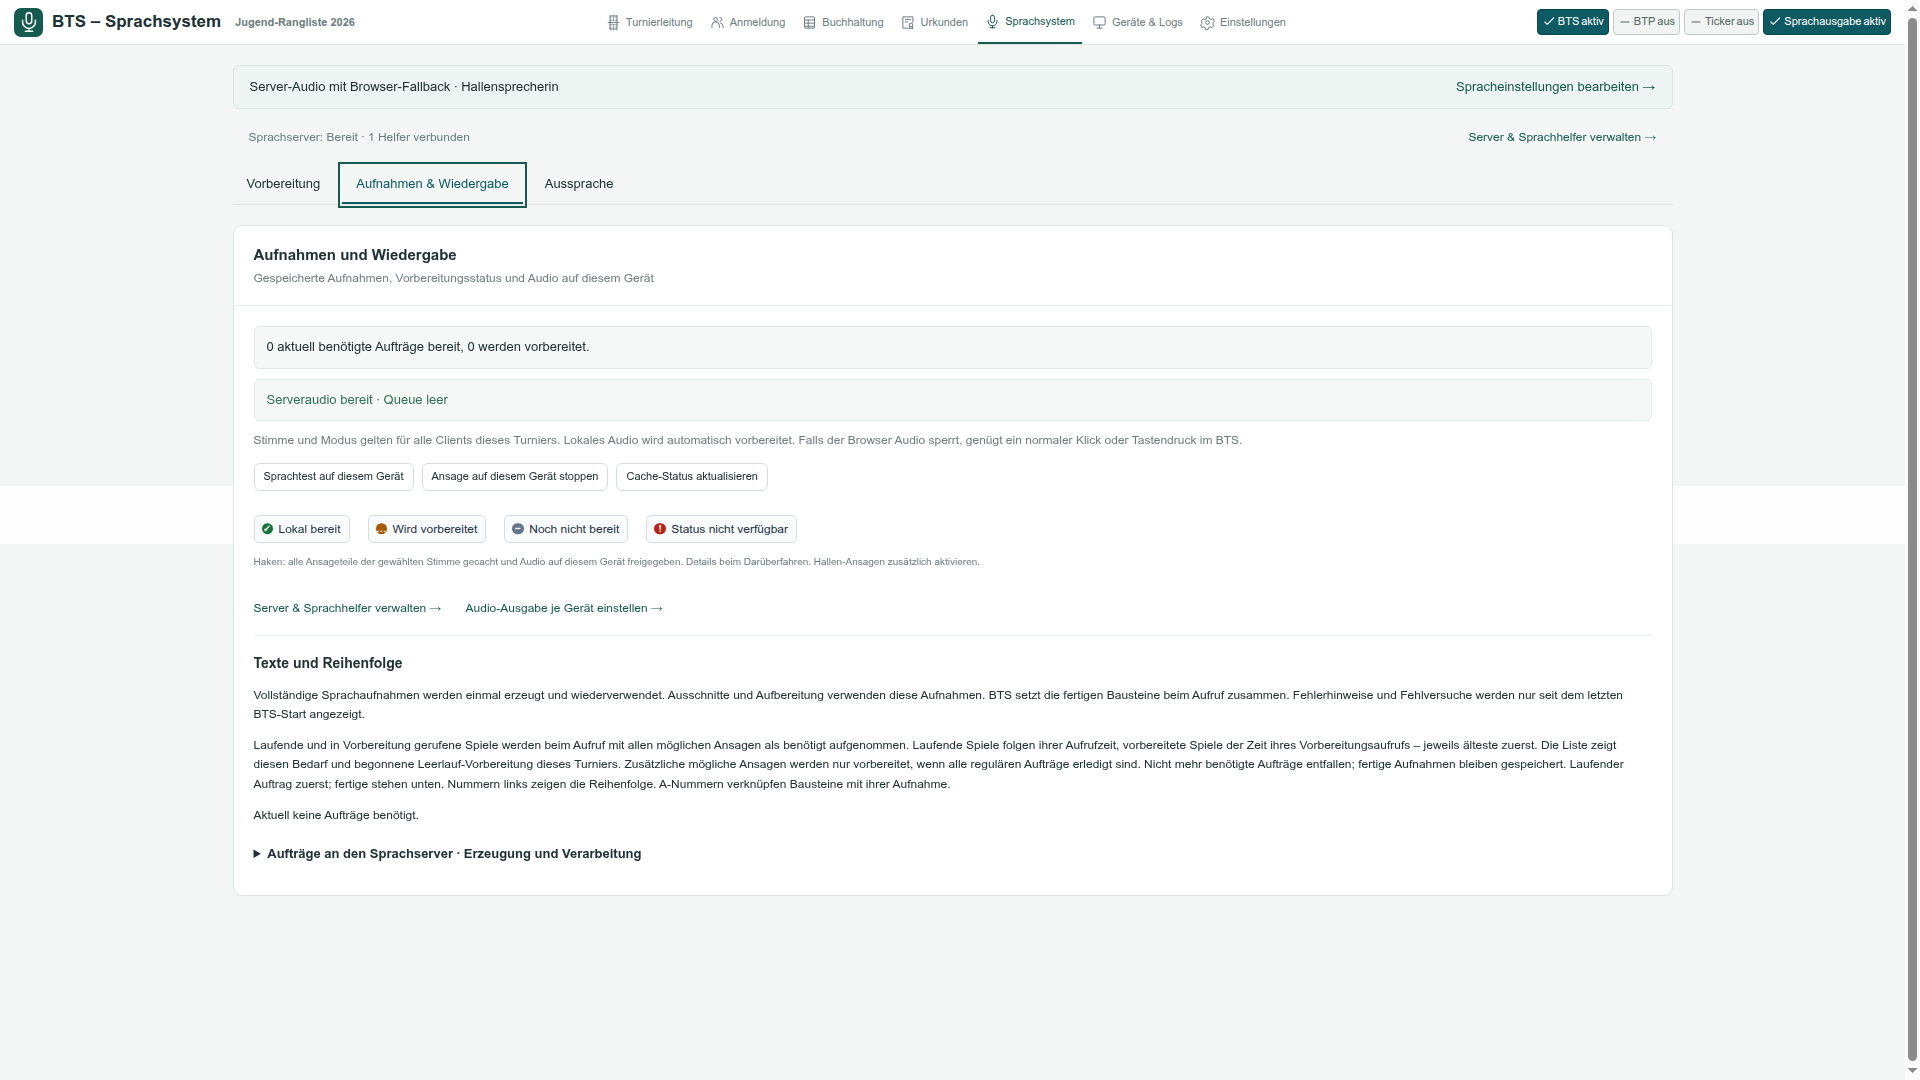 BTS – Sprachsystem
Jugend-Rangliste 2026
Turnierleitung
Anmeldung
Buchhaltung
Urkunden
Sprachsystem
Geräte & Logs
Einstellungen
BTS aktiv
BTP aus
Ticker aus
Sprachausgabe aktiv
Server-Audio mit Browser-Fallback · Hallensprecherin
Spracheinstellungen bearbeiten →
Sprachserver: Bereit · 1 Helfer verbunden
Server & Sprachhelfer verwalten →
Vorbereitung
Aufnahmen & Wiedergabe
Aussprache
Aufnahmen und Wiedergabe
Gespeicherte Aufnahmen, Vorbereitungsstatus und Audio auf diesem Gerät
0 aktuell benötigte Aufträge bereit, 0 werden vorbereitet.
Serveraudio bereit · Queue leer
Stimme und Modus gelten für alle Clients dieses Turniers. Lokales Audio wird automatisch vorbereitet. Falls der Browser Audio sperrt, genügt ein normaler Klick oder Tastendruck im BTS.
Sprachtest auf diesem Gerät
Ansage auf diesem Gerät stoppen
Cache-Status aktualisieren
Lokal bereit
Wird vorbereitet
Noch nicht bereit
Status nicht verfügbar
Haken: alle Ansageteile der gewählten Stimme gecacht und Audio auf diesem Gerät freigegeben. Details beim Darüberfahren. Hallen-Ansagen zusätzlich aktivieren.
Server & Sprachhelfer verwalten →
Audio-Ausgabe je Gerät einstellen →
Texte und Reihenfolge
Vollständige Sprachaufnahmen werden einmal erzeugt und wiederverwendet. Ausschnitte und Aufbereitung verwenden diese Aufnahmen. BTS setzt die fertigen Bausteine beim Aufruf zusammen. Fehlerhinweise und Fehlversuche werden nur seit dem letzten
BTS-Start angezeigt.
Laufende und in Vorbereitung gerufene Spiele werden beim Aufruf mit allen möglichen Ansagen als benötigt aufgenommen. Laufende Spiele folgen ihrer Aufrufzeit, vorbereitete Spiele der Zeit ihres Vorbereitungsaufrufs – jeweils älteste zuerst. Die Liste zeigt
diesen Bedarf und begonnene Leerlauf-Vorbereitung dieses Turniers. Zusätzliche mögliche Ansagen werden nur vorbereitet, wenn alle regulären Aufträge erledigt sind. Nicht mehr benötigte Aufträge entfallen; fertige Aufnahmen bleiben gespeichert. Laufender
Auftrag zuerst; fertige stehen unten. Nummern links zeigen die Reihenfolge. A-Nummern verknüpfen Bausteine mit ihrer Aufnahme.
Aktuell keine Aufträge benötigt.
Aufträge an den Sprachserver · Erzeugung und Verarbeitung